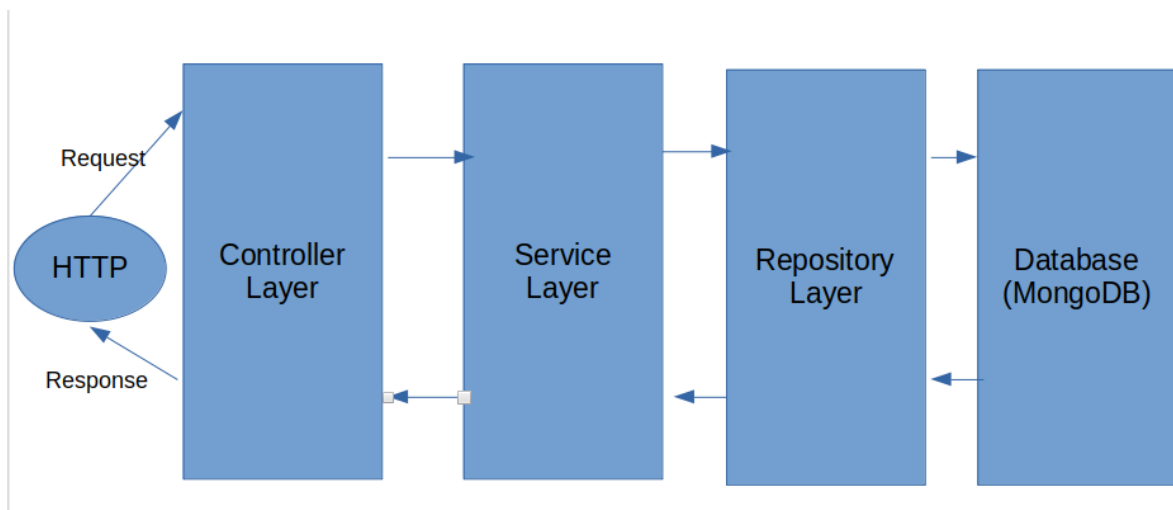 Request
HTTP
Response
Controller
Layer
Service
Layer
Repository
Layer
Database
(MongoDB)